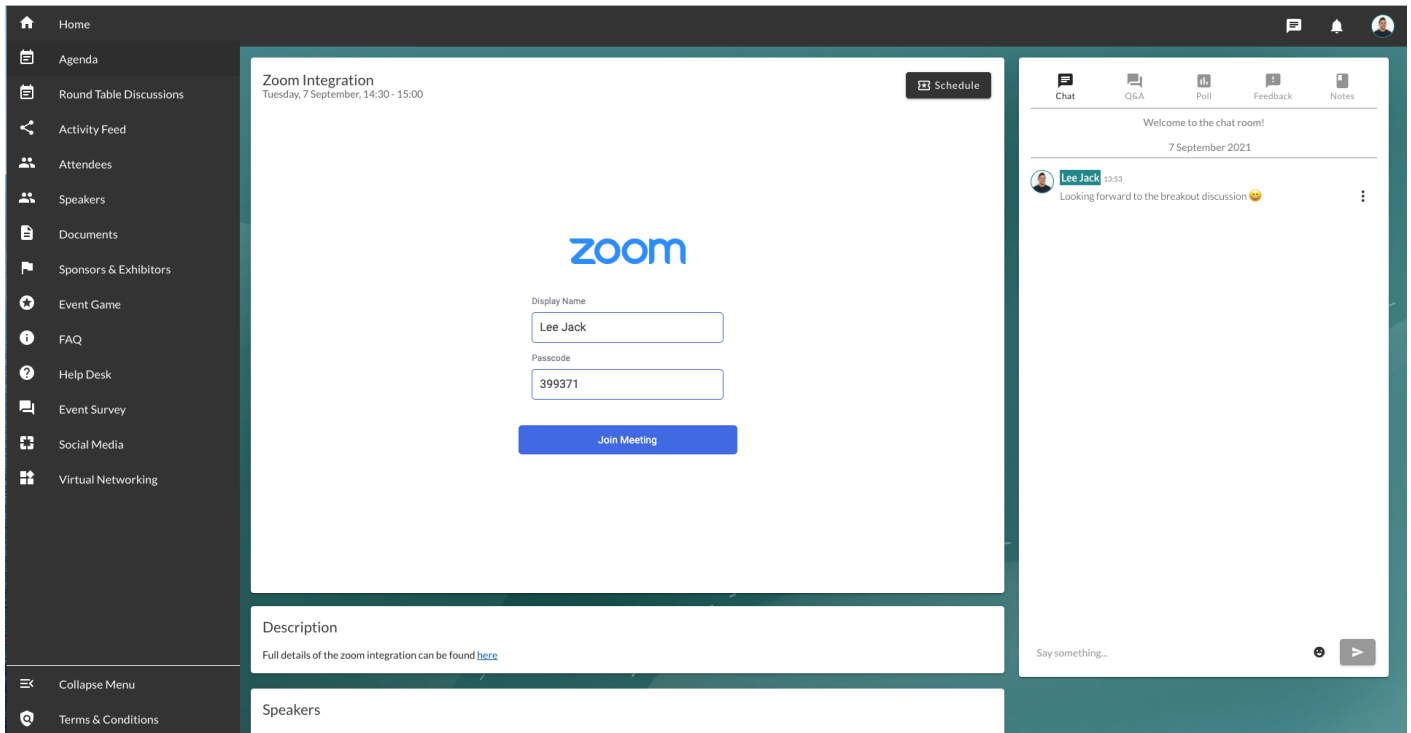 Home
Agenda
Round Table Discussions
Activity Feed
Attendees
Speakers
Documents
Sponsors & Exhibitors
Event Game
FAQ
Help Desk
Event Survey
Social Media
Virtual Networking
Collapse Menu
Terms & Conditions
Zoom Integration
Tuesday, 7 September, 14:30 - 15:00
Schedule
zoom
Display Name
Lee Jack
Passcode
399371
Join Meeting
Description
Full details of the zoom integration can be found here
Speakers
Chat Q&A Poll Feedback Notes
Welcome to the chat room!
7 September 2021
Lee Jack 13:53
Looking forward to the breakout discussion 😄
Say something...